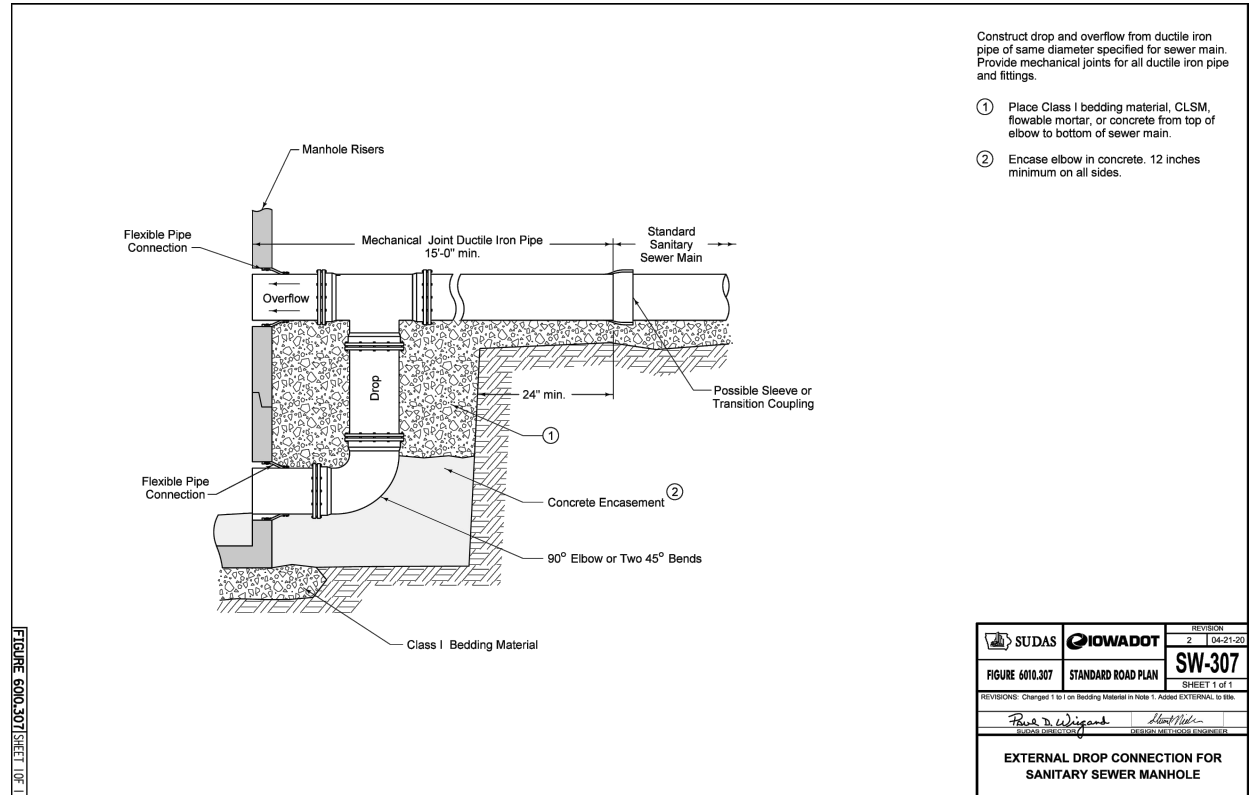 Construct drop and overflow from ductile iron
pipe of same diameter specified for sewer main.
Provide mechanical joints for all ductile iron pipe
and fittings.
1 Place Class I bedding material, CLSM,
flowable mortar, or concrete from top of
elbow to bottom of sewer main.
2 Encase elbow in concrete. 12 inches
minimum on all sides.
Manhole Risers
Flexible Pipe
Connection
Mechanical Joint Ductile Iron Pipe
15'-0" min.
Standard
Sanitary
Sewer Main
Overflow
Drop
24" min.
Possible Sleeve or
Transition Coupling
1
Flexible Pipe
Connection
Concrete Encasement 2
90° Elbow or Two 45° Bends
Class I Bedding Material
FIGURE 6010.307 SHEET 1 OF 1
SUDAS
IOWADOT
REVISION
2 04-21-20
FIGURE 6010.307
STANDARD ROAD PLAN
SW-307
SHEET 1 of 1
REVISIONS: Changed 1 to I on Bedding Material in Note 1. Added EXTERNAL to title.
Paul D. Wiegand
SUDAS DIRECTOR
DESIGN METHODS ENGINEER
EXTERNAL DROP CONNECTION FOR
SANITARY SEWER MANHOLE